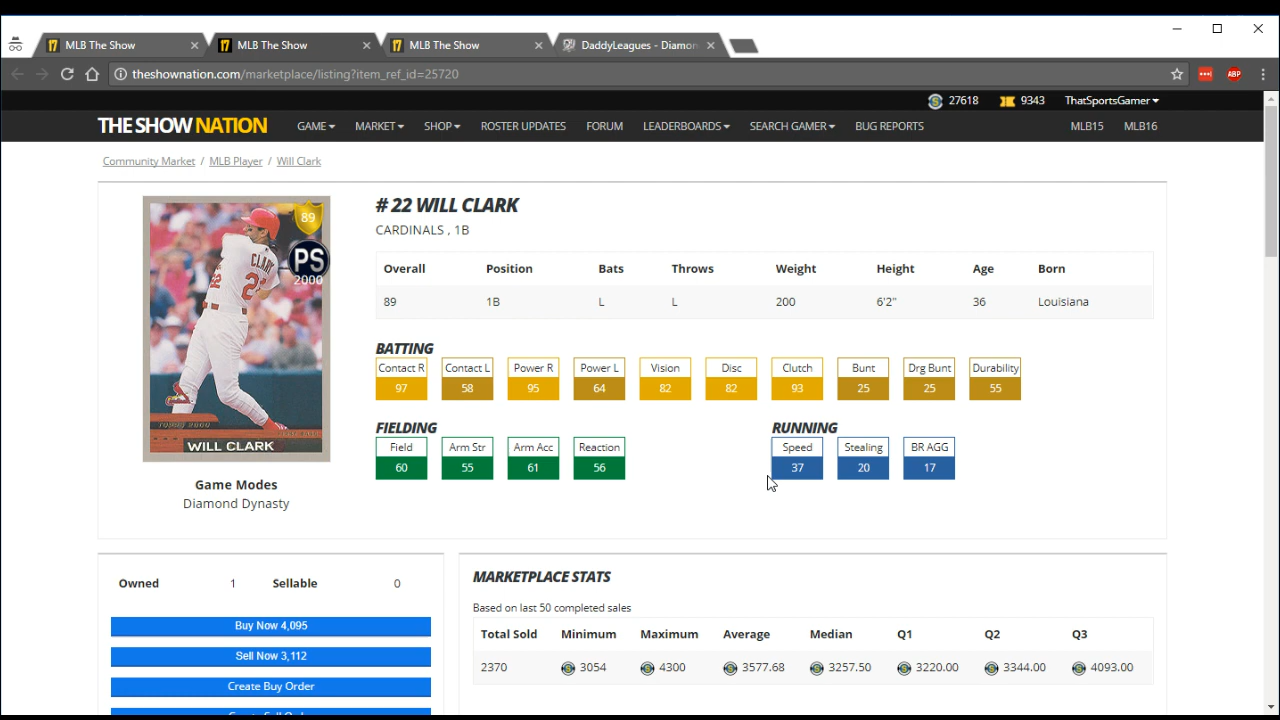 MLB The Show
MLB The Show
MLB The Show
DaddyLeagues - Diamon
theshownation.com/marketplace/listing?item_ref_id=25720
ABP
27618 9343 ThatSportsGamer
THE SHOW NATION GAME MARKET SHOP ROSTER UPDATES FORUM LEADERBOARDS SEARCH GAMER BUG REPORTS MLB15 MLB16
Community Market / MLB Player / Will Clark
89
PS
2000
WILL CLARK
Game Modes
Diamond Dynasty
# 22 WILL CLARK
CARDINALS , 1B
Overall Position Bats Throws Weight Height Age Born
89 1B L L 200 6'2" 36 Louisiana
BATTING
Contact R Contact L Power R Power L Vision Disc Clutch Bunt Drg Bunt Durability
97 58 95 64 82 82 93 25 25 55
FIELDING
Field Arm Str Arm Acc Reaction
60 55 61 56
RUNNING
Speed Stealing BR AGG
37 20 17
Owned 1 Sellable 0
Buy Now 4,095
Sell Now 3,112
Create Buy Order
MARKETPLACE STATS
Based on last 50 completed sales
Total Sold Minimum Maximum Average Median Q1 Q2 Q3
2370 3054 4300 3577.68 3257.50 3220.00 3344.00 4093.00